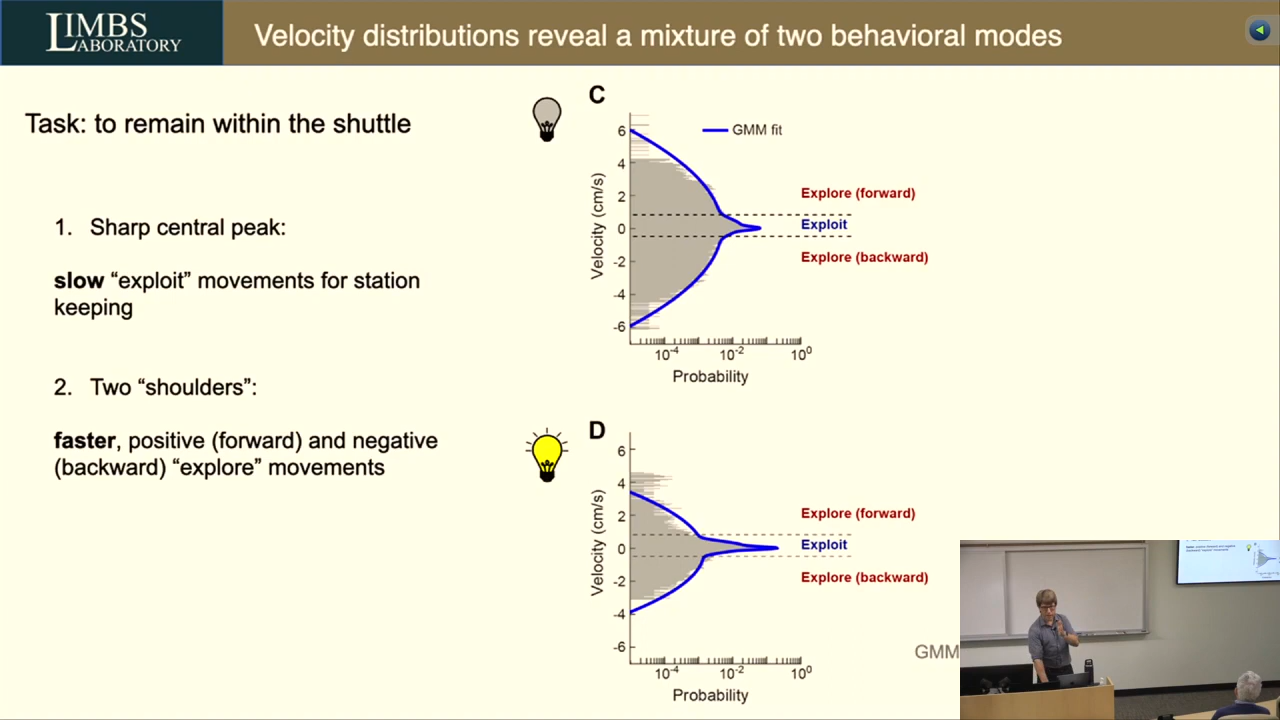 LIMBS
LABORATORY
Velocity distributions reveal a mixture of two behavioral modes
Task: to remain within the shuttle
1. Sharp central peak:
slow “exploit” movements for station
keeping
2. Two “shoulders”:
faster, positive (forward) and negative
(backward) “explore” movements
C
GMM fit
Velocity (cm/s)
6
4
2
0
-2
-4
-6
Explore (forward)
Exploit
Explore (backward)
10-4
10-2
100
Probability
D
Velocity (cm/s)
6
4
2
0
-2
-4
-6
Explore (forward)
Exploit
Explore (backward)
10-4
10-2
100
Probability
GMM